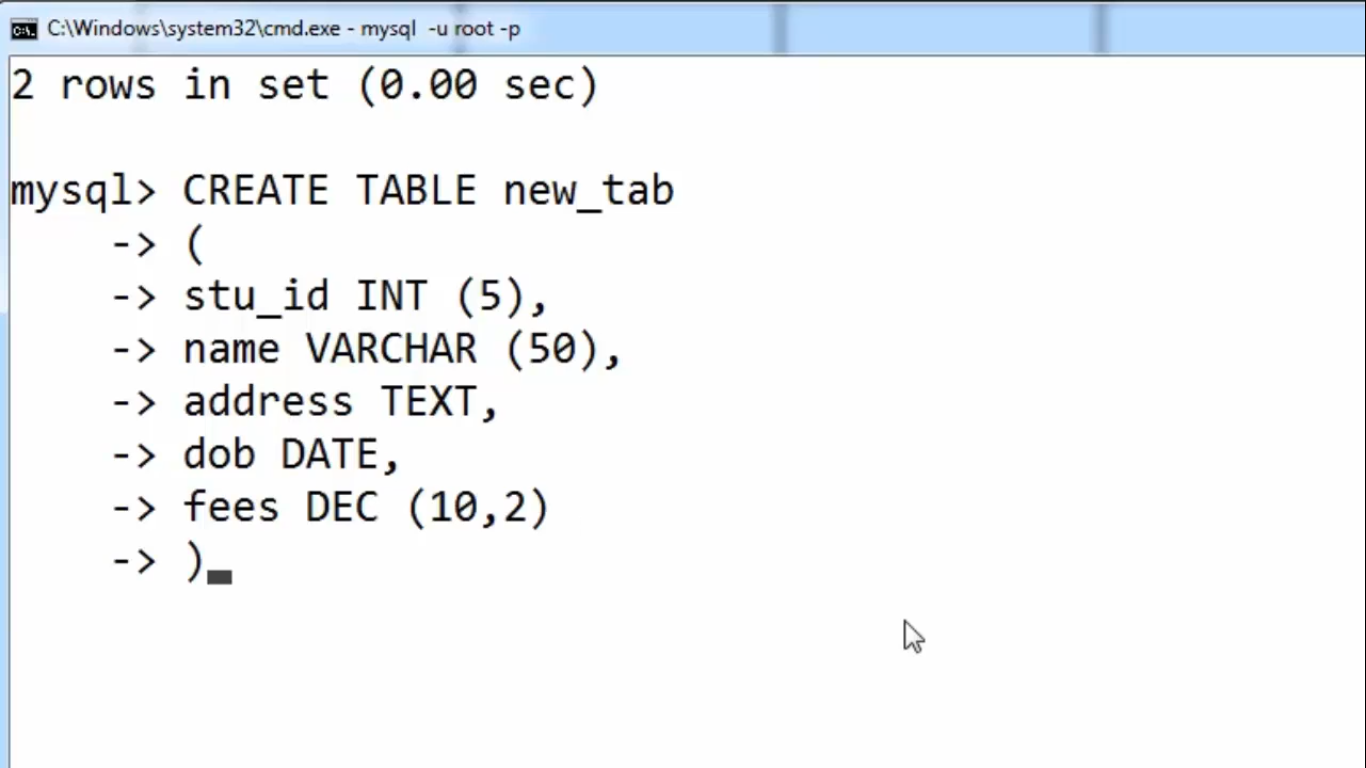 C:\Windows\system32\cmd.exe - mysql  -u root -p
2 rows in set (0.00 sec)
mysql> CREATE TABLE new_tab
    -> (
    -> stu_id INT (5),
    -> name VARCHAR (50),
    -> address TEXT,
    -> dob DATE,
    -> fees DEC (10,2)
    -> )